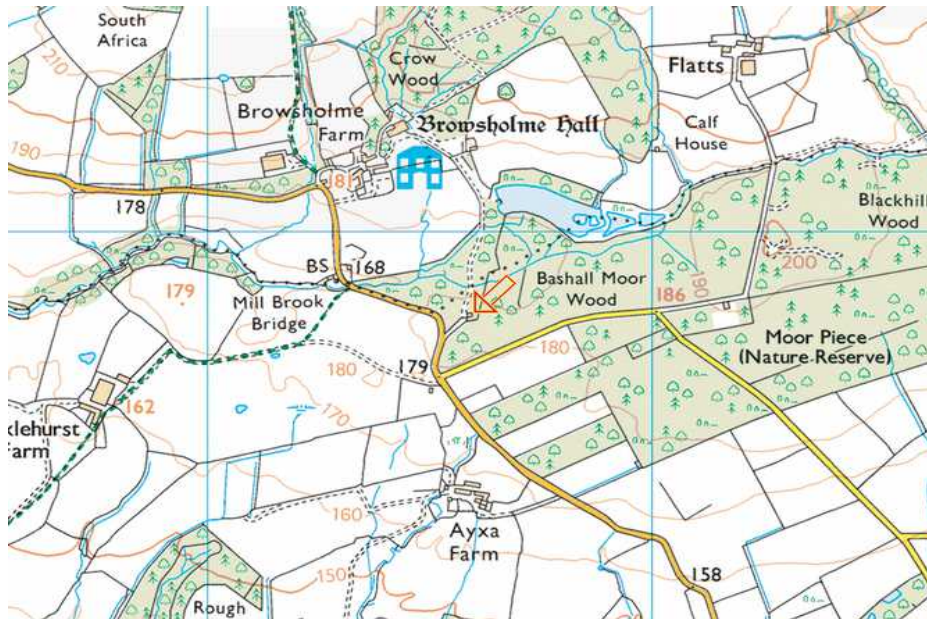 South
Africa
210
Crow
Wood
Flatts
Browsholme
Farm
Browsholme Hall
Calf
House
190
181
178
Blackhill
Wood
BS
168
200
179
Mill Brook
Bridge
Bashall Moor
Wood
186
190
180
179
180
Moor Piece
(Nature Reserve)
162
170
klehurst
Farm
160
Ayxa
Farm
150
158
Rough